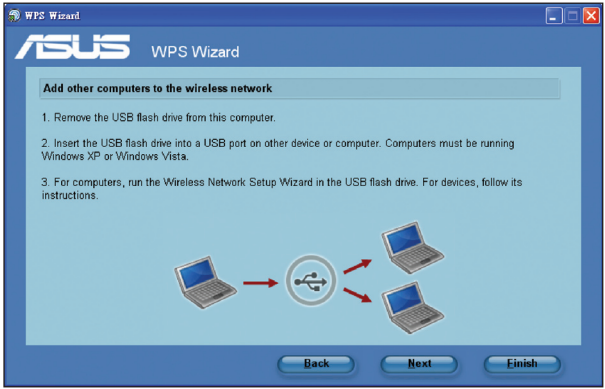 WPS Wizard
ASUS WPS Wizard
Add other computers to the wireless network
1. Remove the USB flash drive from this computer.
2. Insert the USB flash drive into a USB port on other device or computer. Computers must be running
Windows XP or Windows Vista.
3. For computers, run the Wireless Network Setup Wizard in the USB flash drive. For devices, follow its
instructions.
Back Next Finish